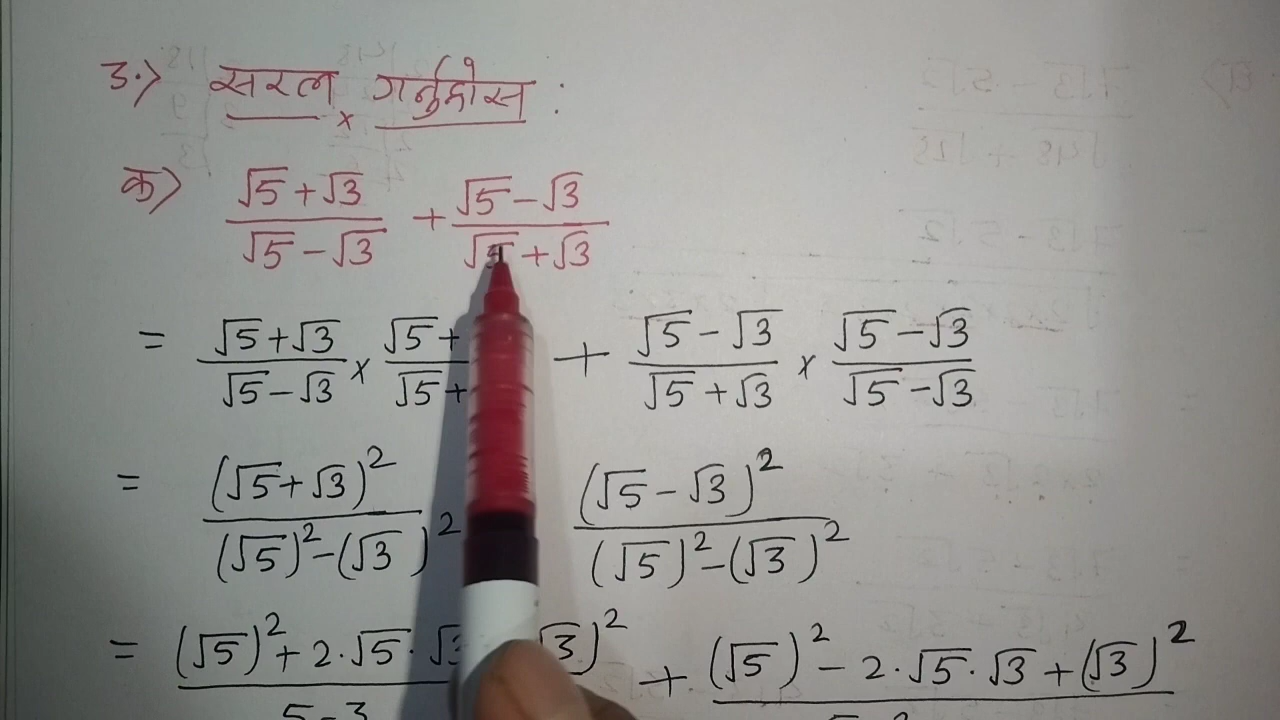 3.) सरल गर्नुहोस :
क) √5+√3/√5-√3 + √5-√3/√5+√3
= √5+√3/√5-√3 × √5+/√5+ + √5-√3/√5+√3 × √5-√3/√5-√3
= (√5+√3)²/(√5)²-(√3)² (√5-√3)²/(√5)²-(√3)²
= (√5)²+2·√5·√3 √3)²/5-3 + (√5)²-2·√5·√3+(√3)²